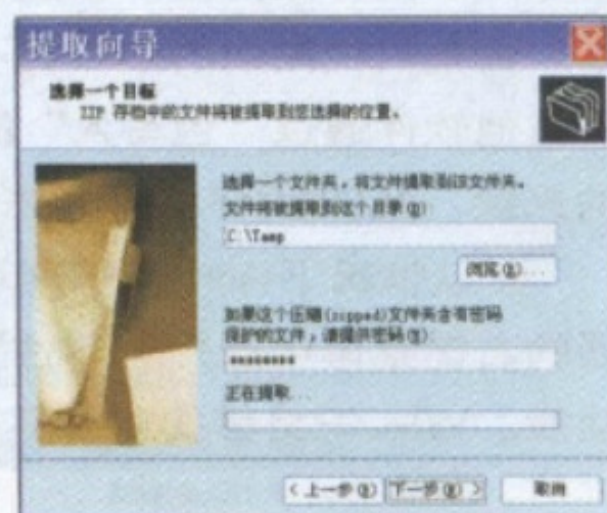 提取向导
选择一个目标
ZIP 存档中的文件将被提取到您选择的位置。
选择一个文件夹，将文件提取到该文件夹。
文件将被提取到这个目录(D)
C:\Temp
浏览(R)...
如果这个压缩(zipped)文件夹含有密码
保护的文件，请提供密码(Y)
********
正在提取...
<上一步(B) 下一步(N) > 取消